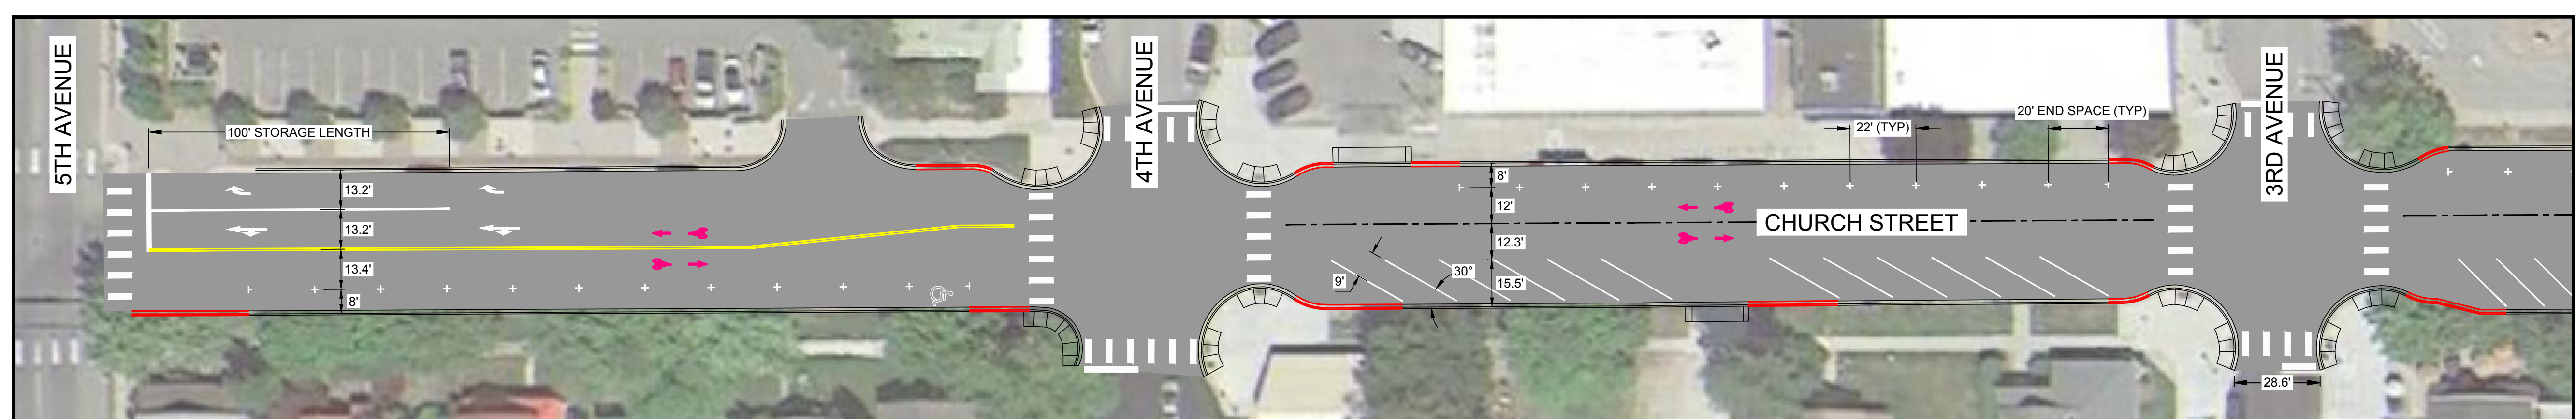 5TH AVENUE
100' STORAGE LENGTH
13.2'
13.2'
13.4'
8'
4TH AVENUE
8'
12'
12.3'
15.5'
9'
30°
CHURCH STREET
22' (TYP)
20' END SPACE (TYP)
3RD AVENUE
28.6'